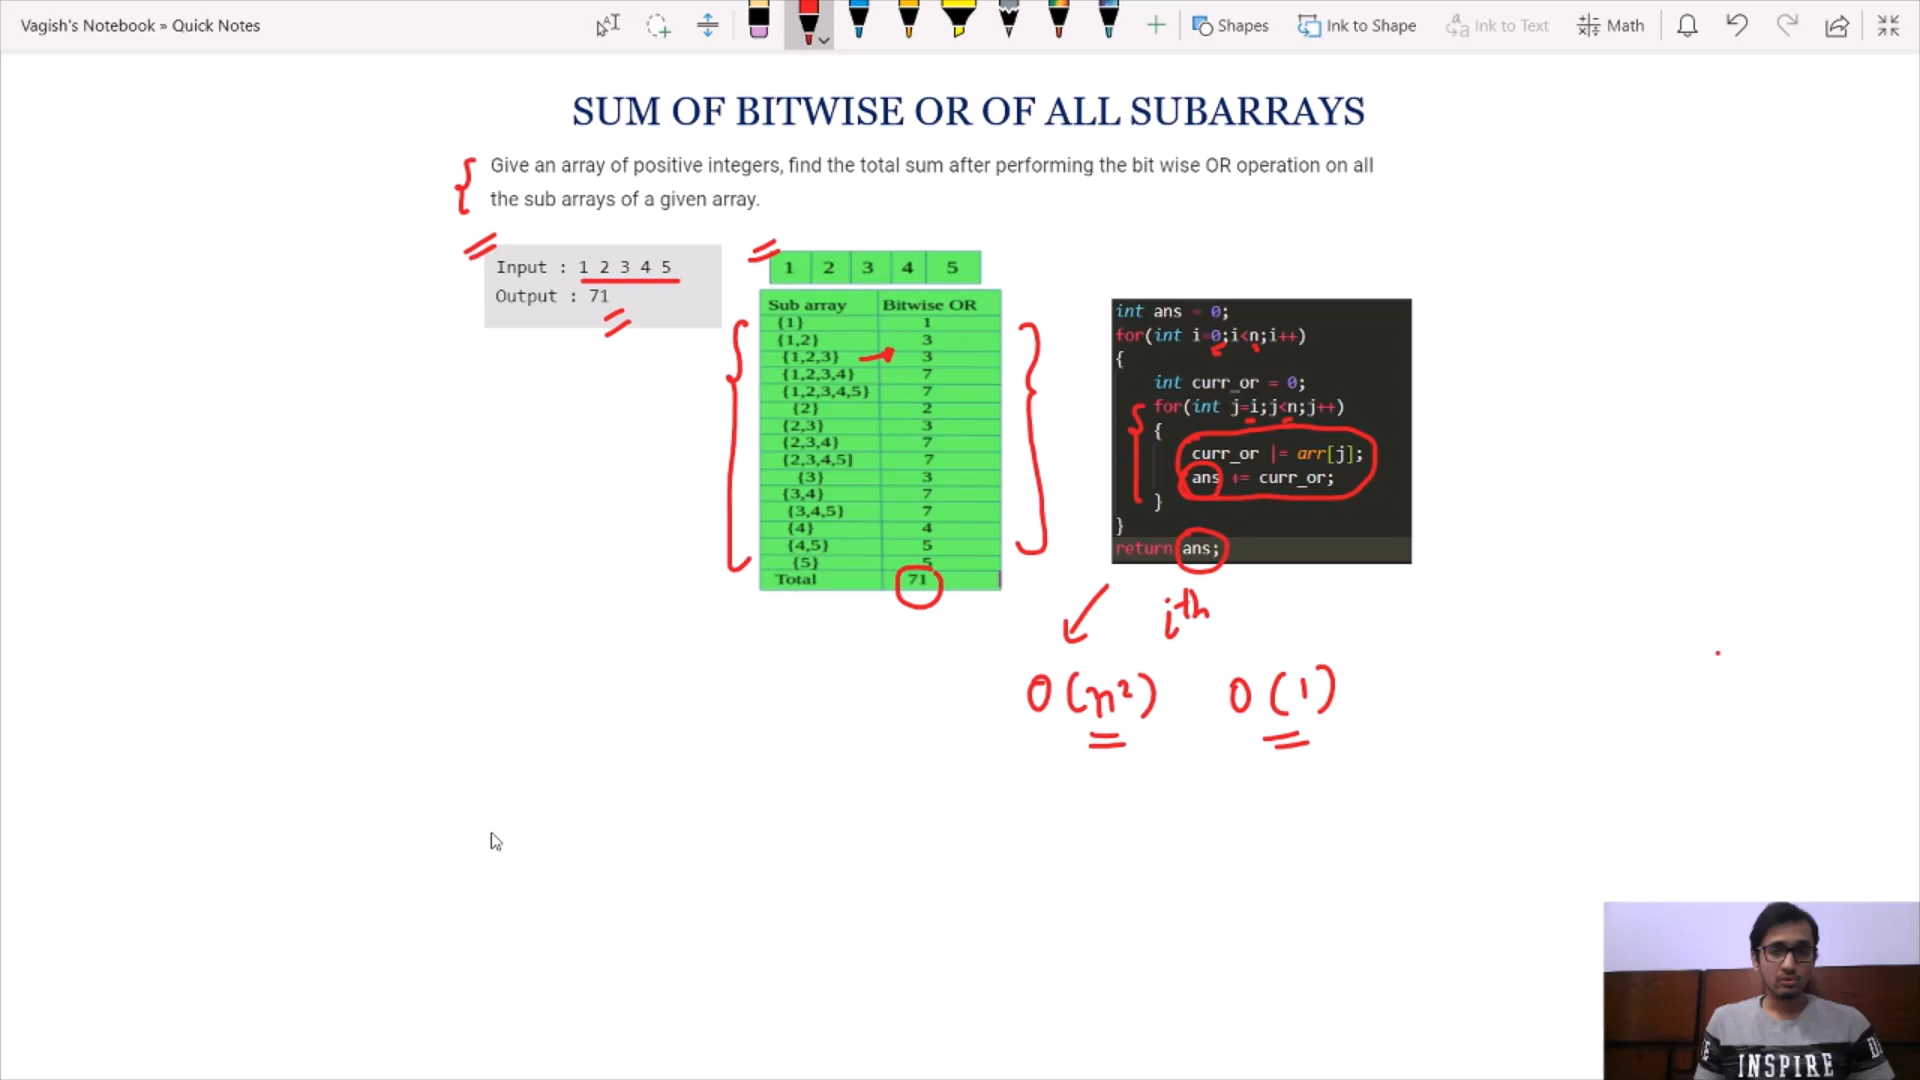 Vagish's Notebook » Quick Notes
Shapes
Ink to Shape
Ink to Text
Math
SUM OF BITWISE OR OF ALL SUBARRAYS
Give an array of positive integers, find the total sum after performing the bit wise OR operation on all
the sub arrays of a given array.
Input : 1 2 3 4 5
Output : 71
1 2 3 4 5
Sub array Bitwise OR
{1} 1
{1,2} 3
{1,2,3} 3
{1,2,3,4} 7
{1,2,3,4,5} 7
{2} 2
{2,3} 3
{2,3,4} 7
{2,3,4,5] 7
{3} 3
{3,4} 7
{3,4,5} 7
{4} 4
{4,5} 5
{5} 5
Total 71
int ans = 0;
for(int i=0;i<n;i++)
{
int curr_or = 0;
for(int j=i;j<n;j++)
{
curr_or |= arr[j];
ans += curr_or;
}
}
return ans;
ith
O(n²) O(1)
INSPIRE